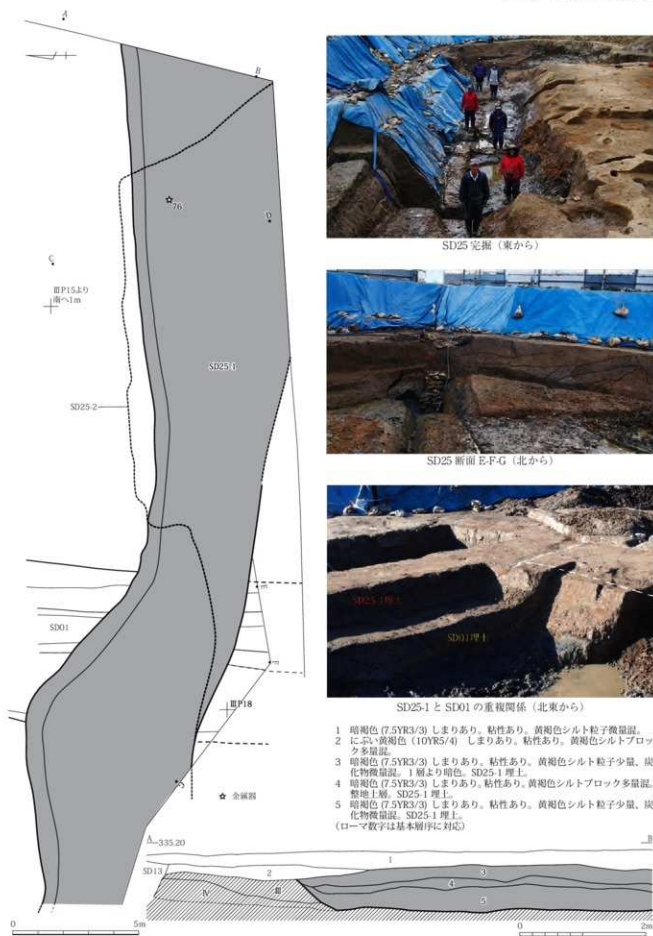 A
B
76
D
C
ⅢP15より
南へ1m
SD25-1
SD25-2
E
SD01
F
ⅢP18
G
金属器
0 5m
SD25 完掘（東から）
SD25 断面 E-F-G（北から）
SD25-1埋土
SD01埋土
SD25-1 と SD01 の重複関係（北東から）
1 暗褐色 (7.5YR3/3) しまりあり。粘性あり。黄褐色シルト粒子微量混。
2 にぶい黄褐色（10YR5/4） しまりあり。粘性あり。黄褐色シルトブロッ
ク多量混。
3 暗褐色 (7.5YR3/3) しまりあり。粘性あり。黄褐色シルト粒子少量、炭
化物微量混。1層より暗色。SD25-1 埋土。
4 暗褐色 (7.5YR3/3) しまりあり。粘性あり。黄褐色シルトブロック多量混。
整地土層。SD25-1 埋土。
5 暗褐色 (7.5YR3/3) しまりあり。粘性あり。黄褐色シルト粒子少量、炭
化物微量混。SD25-1 埋土。
（ローマ数字は基本層序に対応）
A 335.20 B
1
SD13 2 3
Ⅳ Ⅲ 4
5
0 2m